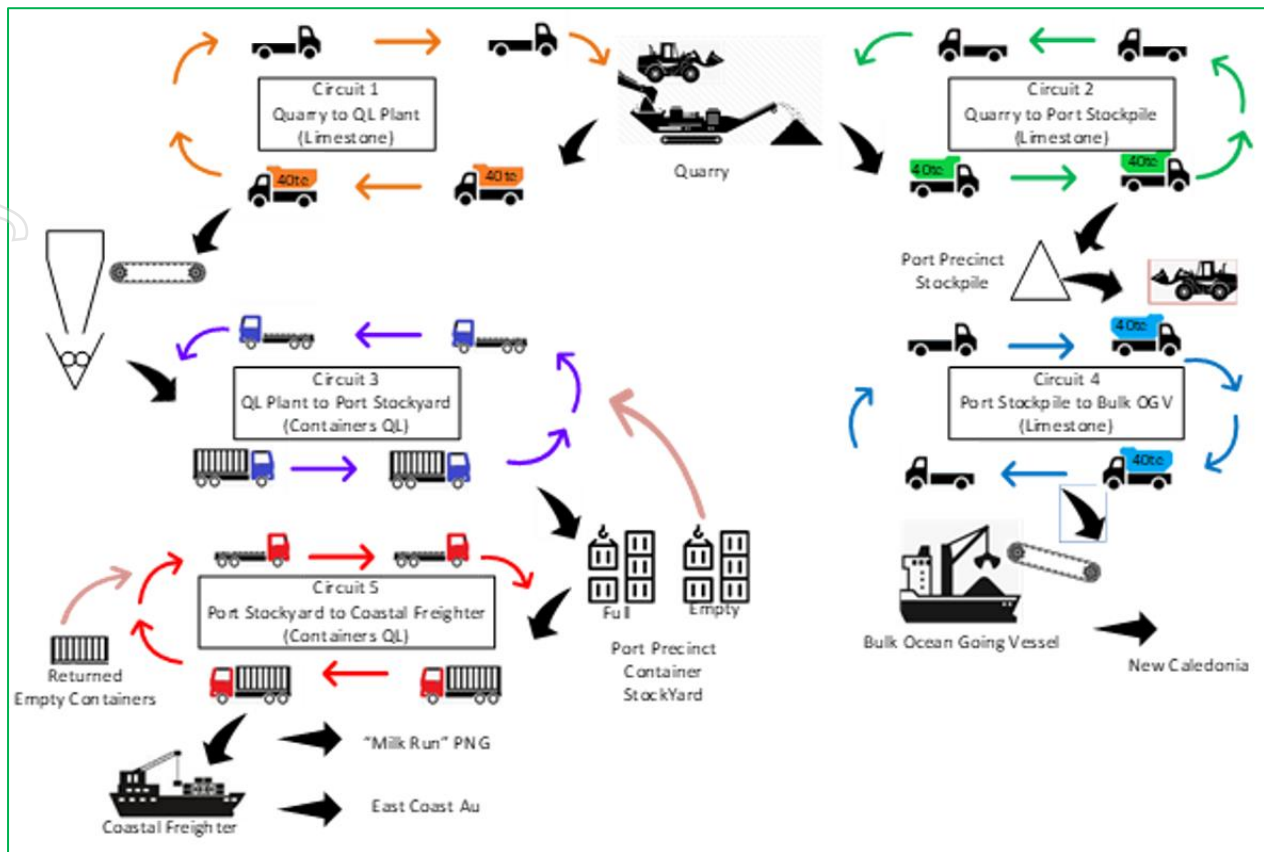 Circuit 1
Quarry to QL Plant
(Limestone)
40te
40te
Quarry
Circuit 2
Quarry to Port Stockpile
(Limestone)
40te
40te
Port Precinct
Stockpile
Circuit 3
QL Plant to Port Stockyard
(Containers QL)
40te
Circuit 4
Port Stockpile to Bulk OGV
(Limestone)
40te
Circuit 5
Port Stockyard to Coastal Freighter
(Containers QL)
Full
Empty
Port Precinct
Container
StockYard
Returned
Empty Containers
Bulk Ocean Going Vessel
New Caledonia
"Milk Run" PNG
East Coast Au
Coastal Freighter